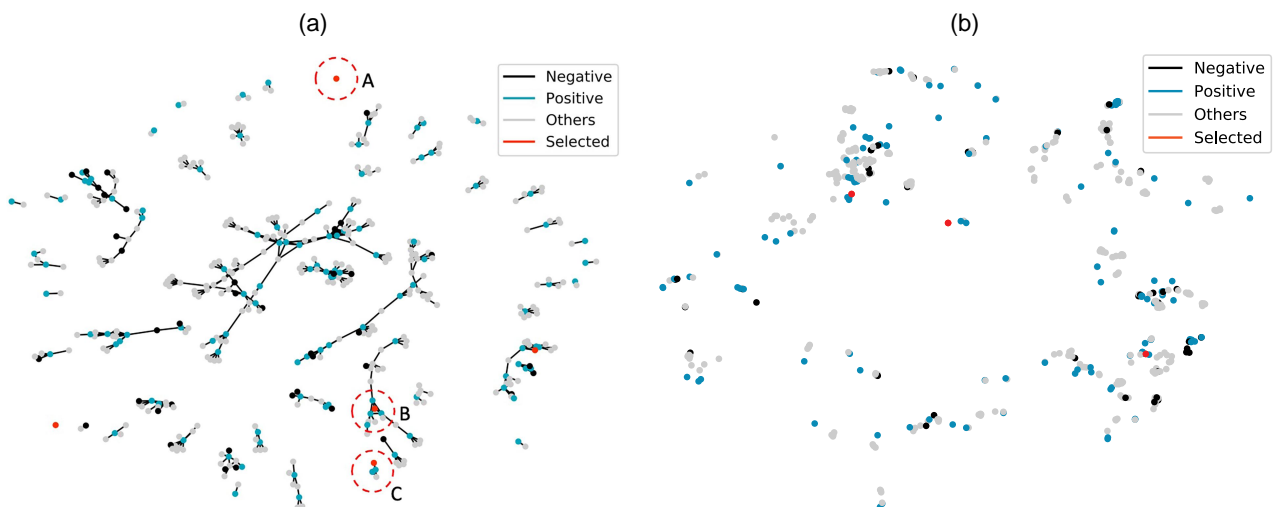 (a)
A
Negative
Positive
Others
Selected
B
C
(b)
Negative
Positive
Others
Selected